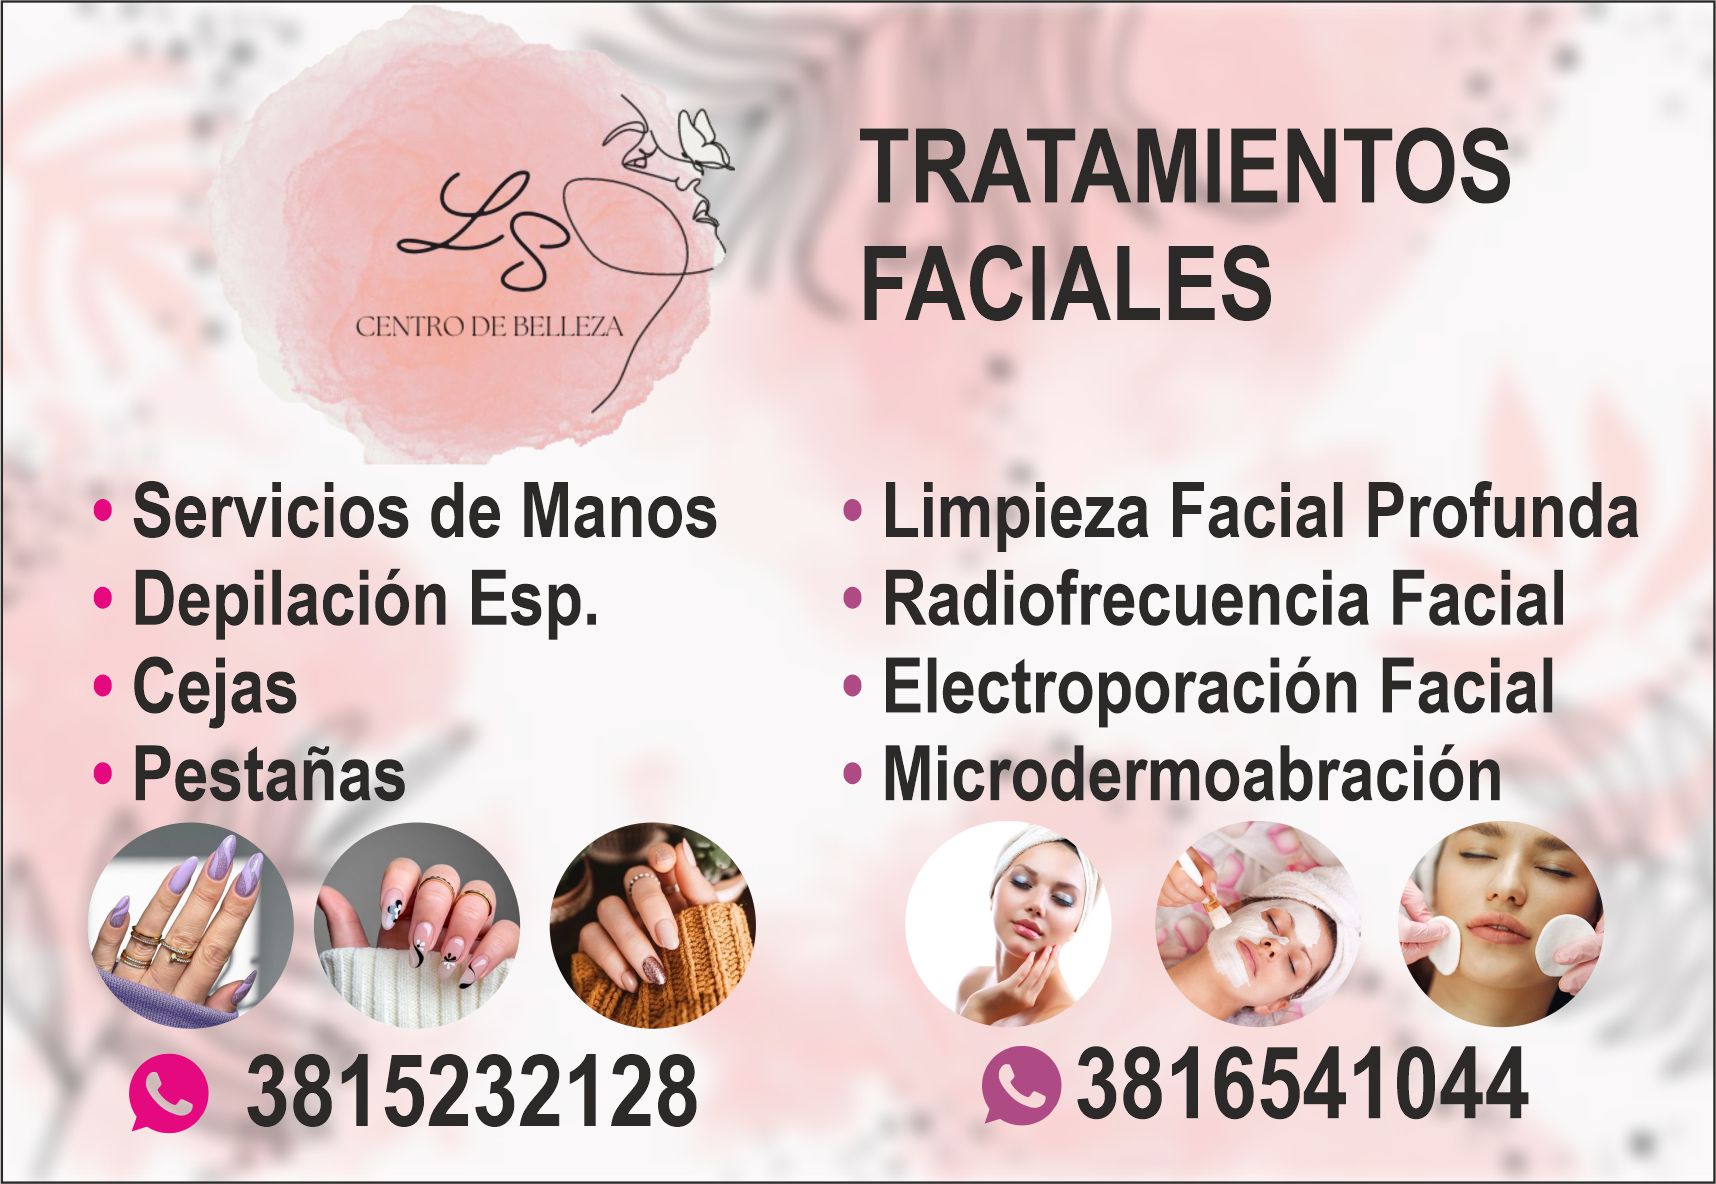 LS
CENTRO DE BELLEZA
• Servicios de Manos
• Depilación Esp.
• Cejas
• Pestañas
3815232128
TRATAMIENTOS
FACIALES
• Limpieza Facial Profunda
• Radiofrecuencia Facial
• Electroporación Facial
• Microdermoabración
3816541044